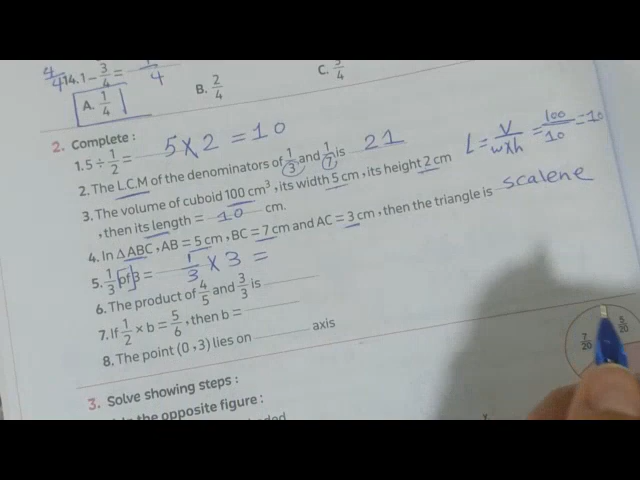 4/4 14. 1 - 3/4 = 1/4
A. 1/4 B. 2/4 C. 3/4
2. Complete :
1. 5 ÷ 1/2 = 5 x 2 = 10
2. The L.C.M of the denominators of 1/3 and 1/7 is 21
3. The volume of cuboid 100 cm³ , its width 5 cm , its height 2 cm
L = V/wxh = 100/10 = 10
, then its length = 10 cm.
4. In △ ABC , AB = 5 cm , BC = 7 cm and AC = 3 cm , then the triangle is scalene
5. 1/3 of 3 = 1/3 x 3 =
6. The product of 4/5 and 3/3 is
7. If 1/2 × b = 5/6 , then b =
8. The point (0 , 3) lies on axis
7/20 5/20
3. Solve showing steps :
In the opposite figure :